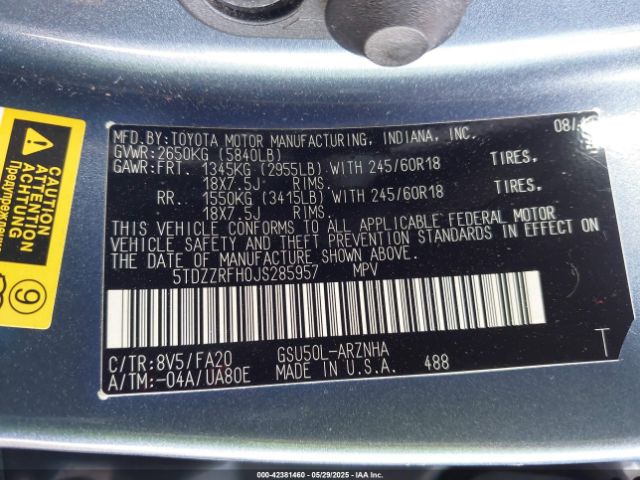 MFD.BY:TOYOTA MOTOR MANUFACTURING, INDIANA, INC. 08/
GVWR:2650KG (5840LB)
GAWR:FRT. 1345KG (2955LB) WITH 245/60R18 TIRES,
18X7.5J RIMS.
RR. 1550KG (3415LB) WITH 245/60R18 TIRES,
18X7.5J RIMS.
THIS VEHICLE CONFORMS TO ALL APPLICABLE FEDERAL MOTOR
VEHICLE SAFETY AND THEFT PREVENTION STANDARDS IN EFFECT ON
THE DATE OF MANUFACTURE SHOWN ABOVE.
5TDZZRFH0JS285957 MPV
C/TR:8V5/FA20 GSU50L-ARZNHA T
A/TM:-04A/UA80E MADE IN U.S.A. 488
CAUTION
ATTENTION
ACHTUNG
9
000-42381460 - 05/29/2025 - IAA Inc.